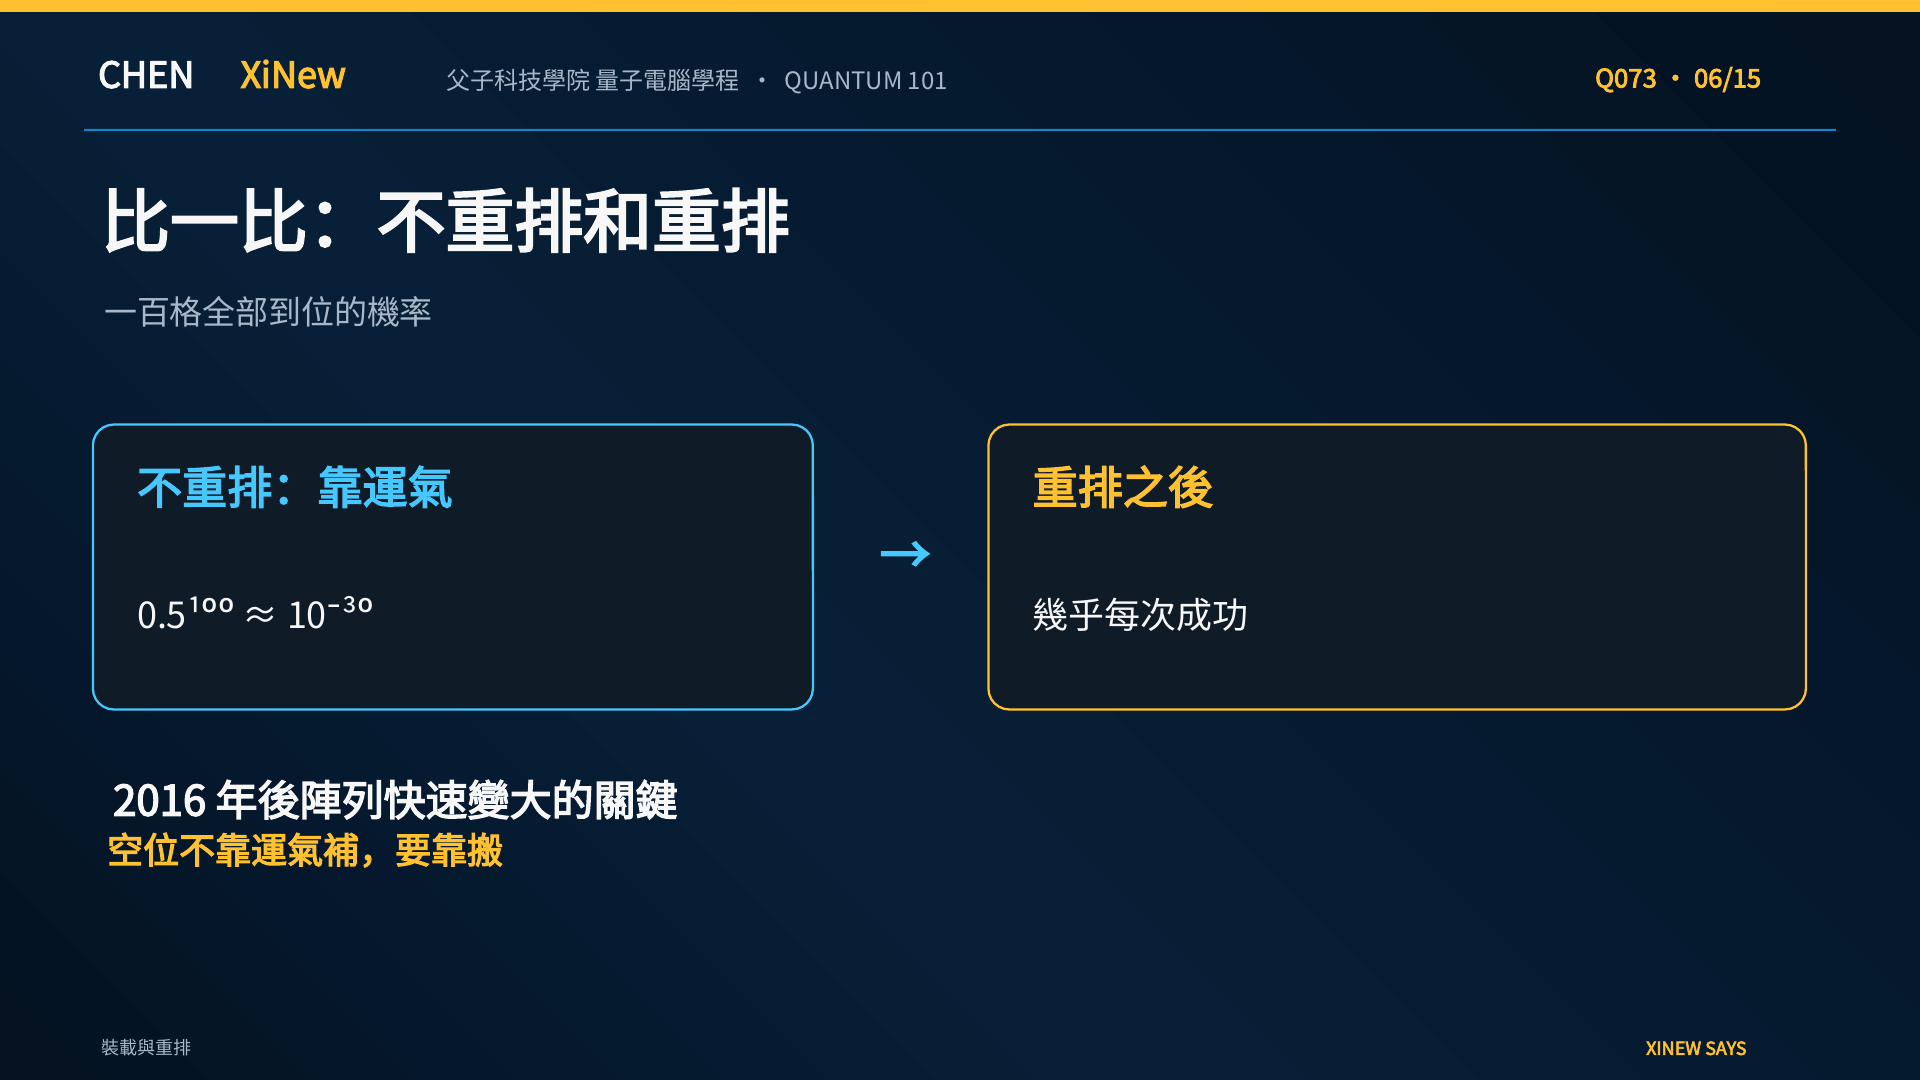 CHEN XiNew 父子科技學院 量子電腦學程 • QUANTUM 101 Q073 • 06/15
比一比：不重排和重排
一百格全部到位的機率
不重排：靠運氣
0.5¹⁰⁰ ≈ 10⁻³⁰
→
重排之後
幾乎每次成功
2016 年後陣列快速變大的關鍵
空位不靠運氣補，要靠搬
裝載與重排
XINEW SAYS